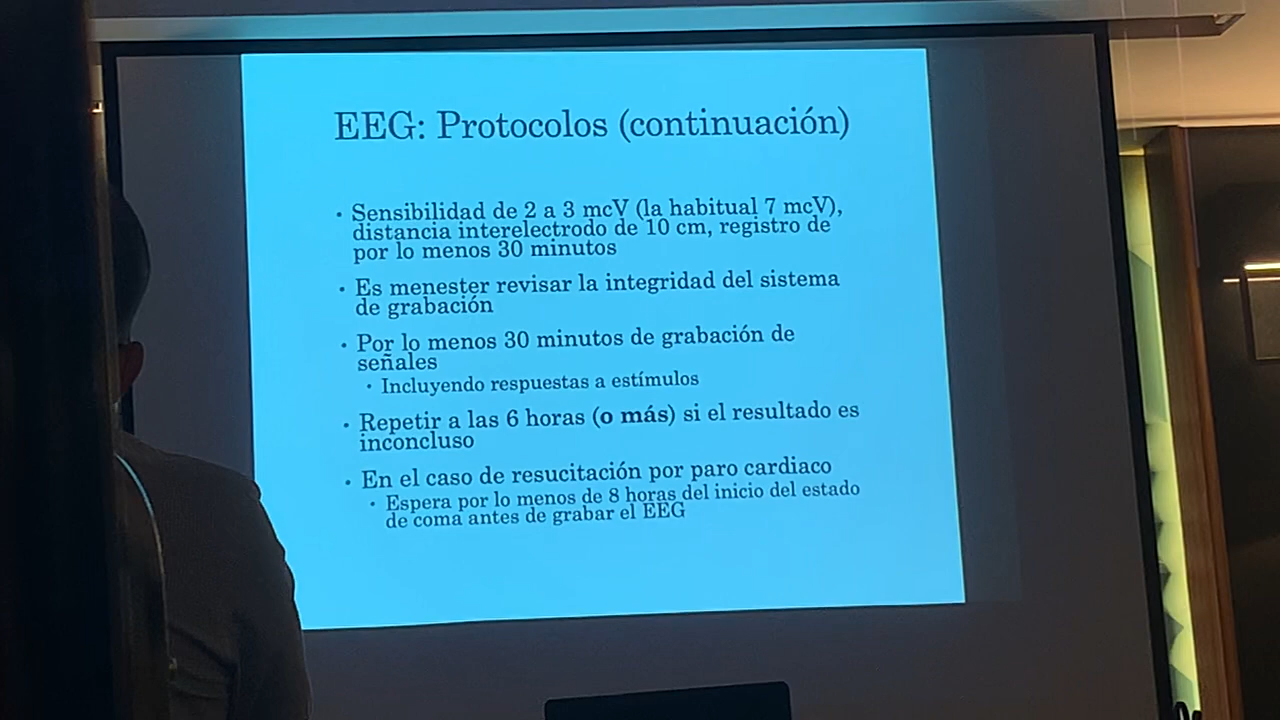 EEG: Protocolos (continuación)
• Sensibilidad de 2 a 3 mcV (la habitual 7 mcV),
distancia interelectrodo de 10 cm, registro de
por lo menos 30 minutos
• Es menester revisar la integridad del sistema
de grabación
• Por lo menos 30 minutos de grabación de
señales
• Incluyendo respuestas a estímulos
• Repetir a las 6 horas (o más) si el resultado es
inconcluso
• En el caso de resucitación por paro cardiaco
• Espera por lo menos de 8 horas del inicio del estado
de coma antes de grabar el EEG